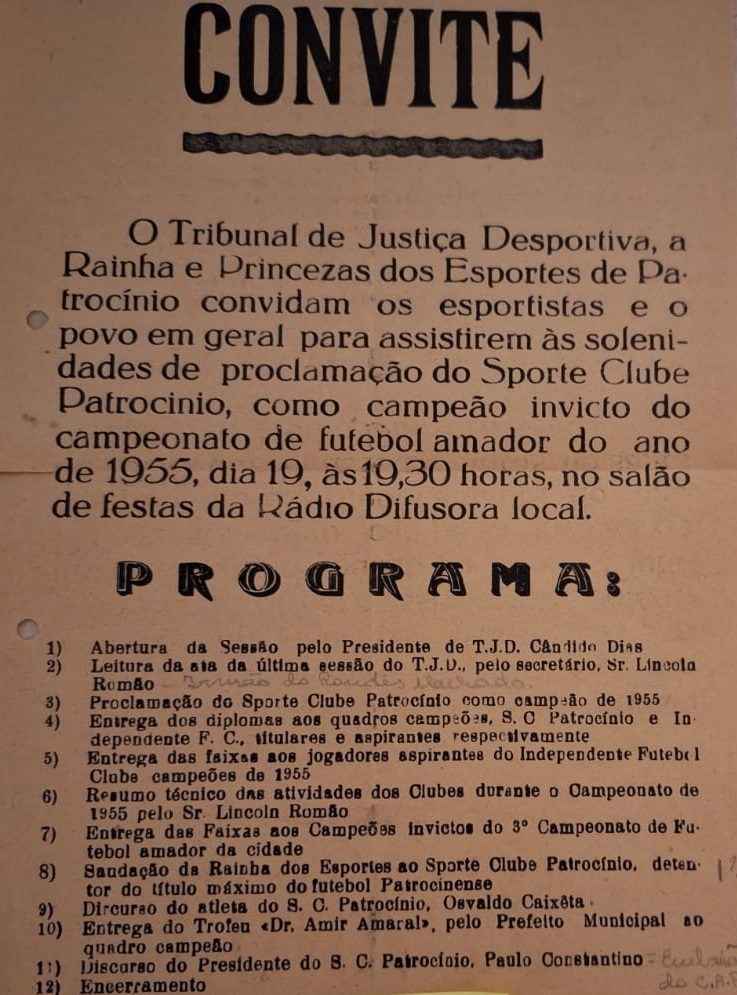 CONVITE
O Tribunal de Justiça Desportiva, a
Rainha e Princezas dos Esportes de Pa-
trocínio convidam os esportistas e o
povo em geral para assistirem às soleni-
dades de proclamação do Sporte Clube
Patrocinio, como campeão invicto do
campeonato de futebol amador do ano
de 1955, dia 19, às 19,30 horas, no salão
de festas da Rádio Difusora local.
PROGRAMA:
1) Abertura da Sessão pelo Presidente de T.J.D. Cândido Dias
2) Leitura da ata da última sessão do T.J.D., pelo secretário, Sr. Lincoln
Romão - Irmão do Machado.
3) Proclamação do Sporte Clube Patrocínio como campeão de 1955
4) Entrega dos diplomas aos quadros campeões, S. C Patrocínio e In-
dependente F. C., titulares e aspirantes respectivamente
5) Entrega das faixas aos jogadores aspirantes do Independente Futebol
Clube campeões de 1955
6) Resumo técnico das atividades dos Clubes durante o Campeonato de
1955 pelo Sr. Lincoln Romão
7) Entrega das Faixas aos Campeões invictos do 3º Campeonato de Fu-
tebol amador da cidade
8) Saudação da Rainha dos Esportes ao Sporte Clube Patrocínio, deten-
tor do título máximo do futebol Patrocinense
9) Dircurso do atleta do S. C. Patrocínio, Osvaldo Caixêta.
10) Entrega do Trofeu «Dr. Amir Amaral», pelo Prefeito Municipal ao
quadro campeão
11) Discurso do Presidente do S. C. Patrocínio, Paulo Constantino -
do C.A.P
12) Encerramento